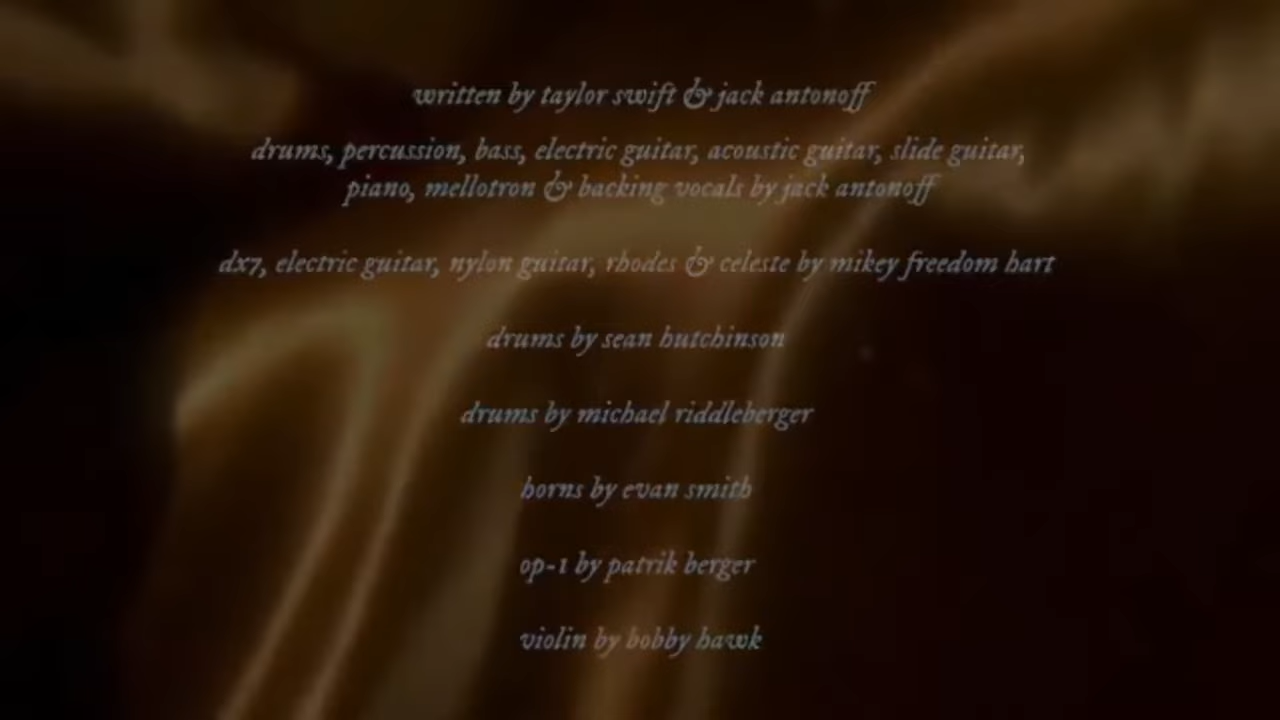 written by taylor swift & jack antonoff
drums, percussion, bass, electric guitar, acoustic guitar, slide guitar,
piano, mellotron & backing vocals by jack antonoff
dx7, electric guitar, nylon guitar, rhodes & celeste by mikey freedom hart
drums by sean hutchinson
drums by michael riddleberger
horns by evan smith
op-1 by patrik berger
violin by bobby hawk